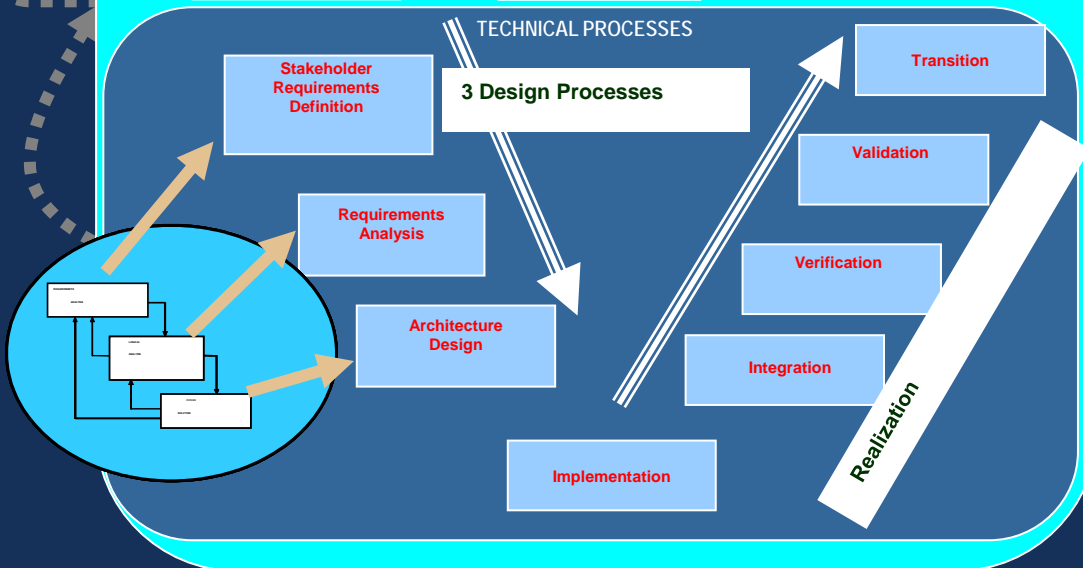 TECHNICAL PROCESSES
Stakeholder
Requirements
Definition
3 Design Processes
Transition
Validation
Requirements
Analysis
Verification
Architecture
Design
Integration
Realization
Implementation